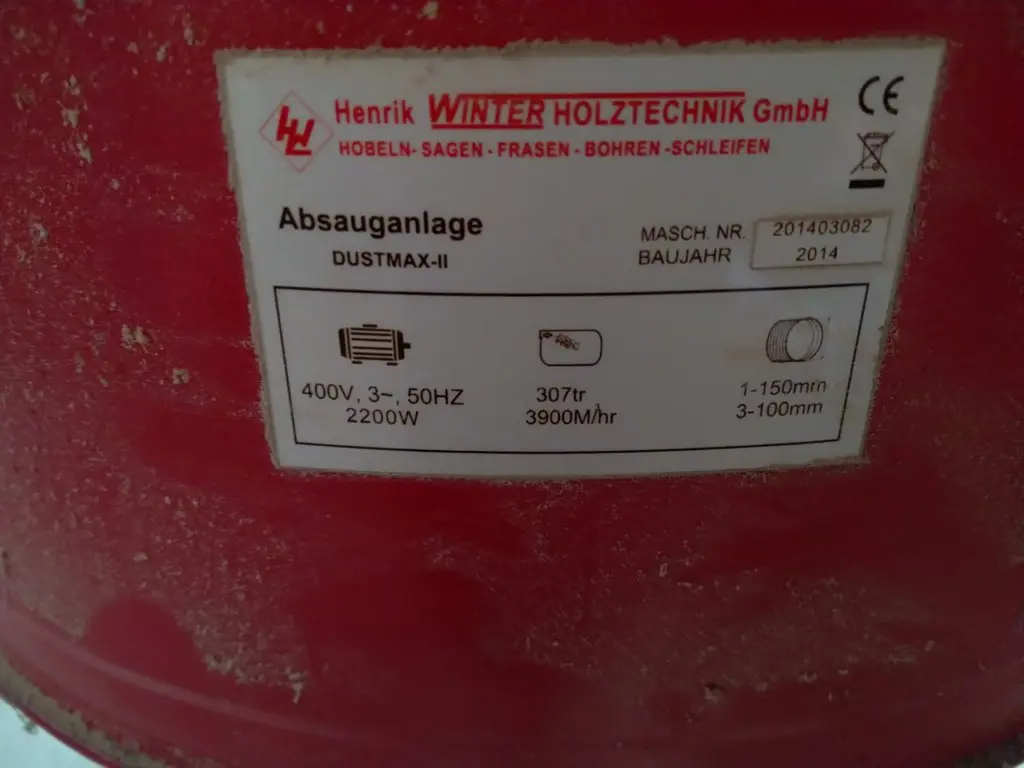 Henrik WINTER HOLZTECHNIK GmbH
HOBELN- SAGEN - FRASEN - BOHREN -SCHLEIFEN
CE
Absauganlage
DUSTMAX-II
MASCH. NR. 201403082
BAUJAHR 2014
400V, 3~, 50HZ
2200W
307tr
3900M/hr
1-150mm
3-100mm